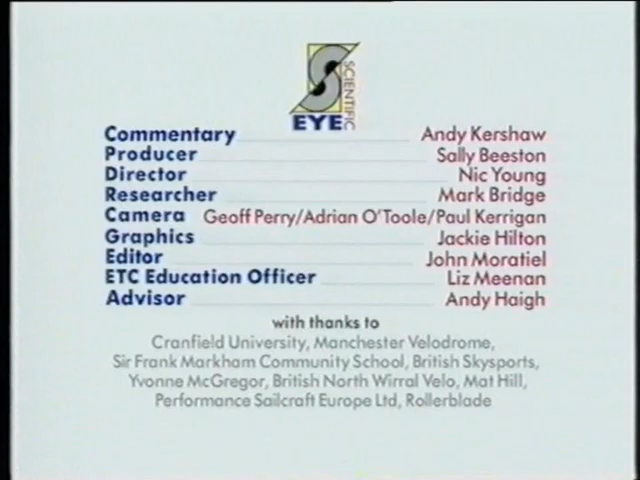 SCIENTIFIC
EYE
Commentary Andy Kershaw
Producer Sally Beeston
Director Nic Young
Researcher Mark Bridge
Camera Geoff Perry/Adrian O'Toole/Paul Kerrigan
Graphics Jackie Hilton
Editor John Moratiel
ETC Education Officer Liz Meenan
Advisor Andy Haigh
with thanks to
Cranfield University, Manchester Velodrome,
Sir Frank Markham Community School, British Skysports,
Yvonne McGregor, British North Wirral Velo, Mat Hill,
Performance Sailcraft Europe Ltd, Rollerblade